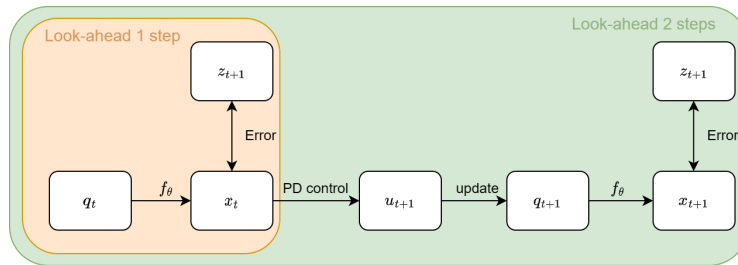 Look-ahead 1 step
Look-ahead 2 steps
z_{t+1}
z_{t+1}
Error
Error
q_t
f_θ
x_t
PD control
u_{t+1}
update
q_{t+1}
f_θ
x_{t+1}